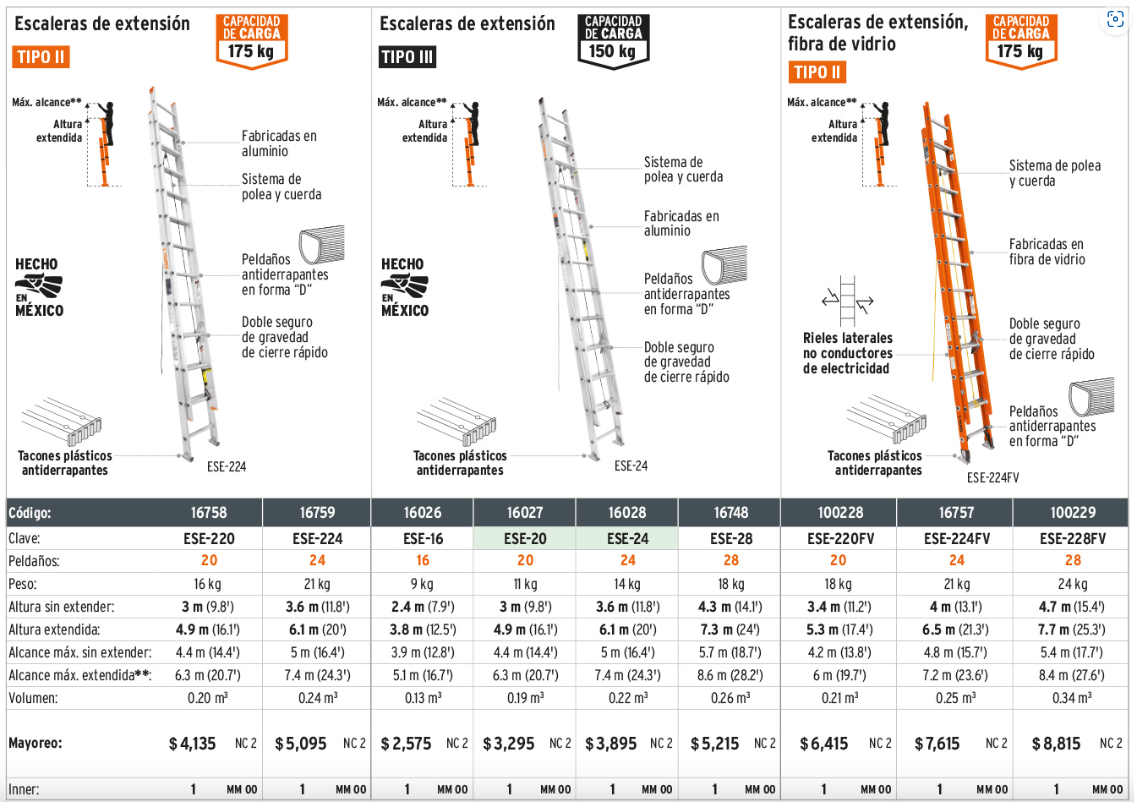 Escaleras de extensión
CAPACIDAD
DE CARGA
175 kg
TIPO II
Máx. alcance**
Altura
extendida
Fabricadas en
aluminio
Sistema de
polea y cuerda
HECHO
EN
MÉXICO
Peldaños
antiderrapantes
en forma “D”
Doble seguro
de gravedad
de cierre rápido
Tacones plásticos
antiderrapantes
ESE-224
Escaleras de extensión
CAPACIDAD
DE CARGA
150 kg
TIPO III
Máx. alcance**
Altura
extendida
Sistema de
polea y cuerda
Fabricadas en
aluminio
HECHO
EN
MÉXICO
Peldaños
antiderrapantes
en forma “D”
Doble seguro
de gravedad
de cierre rápido
Tacones plásticos
antiderrapantes
ESE-24
Escaleras de extensión,
fibra de vidrio
CAPACIDAD
DE CARGA
175 kg
TIPO II
Máx. alcance**
Altura
extendida
Sistema de polea
y cuerda
Fabricadas en
fibra de vidrio
Rieles laterales
no conductores
de electricidad
Doble seguro
de gravedad
de cierre rápido
Peldaños
antiderrapantes
en forma “D”
Tacones plásticos
antiderrapantes
ESE-224FV
Código: 16758 16759 16026 16027 16028 16748 100228 16757 100229
Clave: ESE-220 ESE-224 ESE-16 ESE-20 ESE-24 ESE-28 ESE-220FV ESE-224FV ESE-228FV
Peldaños: 20 24 16 20 24 28 20 24 28
Peso: 16 kg 21 kg 9 kg 11 kg 14 kg 18 kg 18 kg 21 kg 24 kg
Altura sin extender: 3 m (9.8') 3.6 m (11.8') 2.4 m (7.9') 3 m (9.8') 3.6 m (11.8') 4.3 m (14.1') 3.4 m (11.2') 4 m (13.1') 4.7 m (15.4')
Altura extendida: 4.9 m (16.1') 6.1 m (20') 3.8 m (12.5') 4.9 m (16.1') 6.1 m (20') 7.3 m (24') 5.3 m (17.4') 6.5 m (21.3') 7.7 m (25.3')
Alcance máx. sin extender: 4.4 m (14.4') 5 m (16.4') 3.9 m (12.8') 4.4 m (14.4') 5 m (16.4') 5.7 m (18.7') 4.2 m (13.8') 4.8 m (15.7') 5.4 m (17.7')
Alcance máx. extendida**: 6.3 m (20.7') 7.4 m (24.3') 5.1 m (16.7') 6.3 m (20.7') 7.4 m (24.3') 8.6 m (28.2') 6 m (19.7') 7.2 m (23.6') 8.4 m (27.6')
Volumen: 0.20 m³ 0.24 m³ 0.13 m³ 0.19 m³ 0.22 m³ 0.26 m³ 0.21 m³ 0.25 m³ 0.34 m³
Mayoreo: $4,135 NC 2 $5,095 NC 2 $2,575 NC 2 $3,295 NC 2 $3,895 NC 2 $5,215 NC 2 $6,415 NC 2 $7,615 NC 2 $8,815 NC 2
Inner: 1 MM 00 1 MM 00 1 MM 00 1 MM 00 1 MM 00 1 MM 00 1 MM 00 1 MM 00 1 MM 00